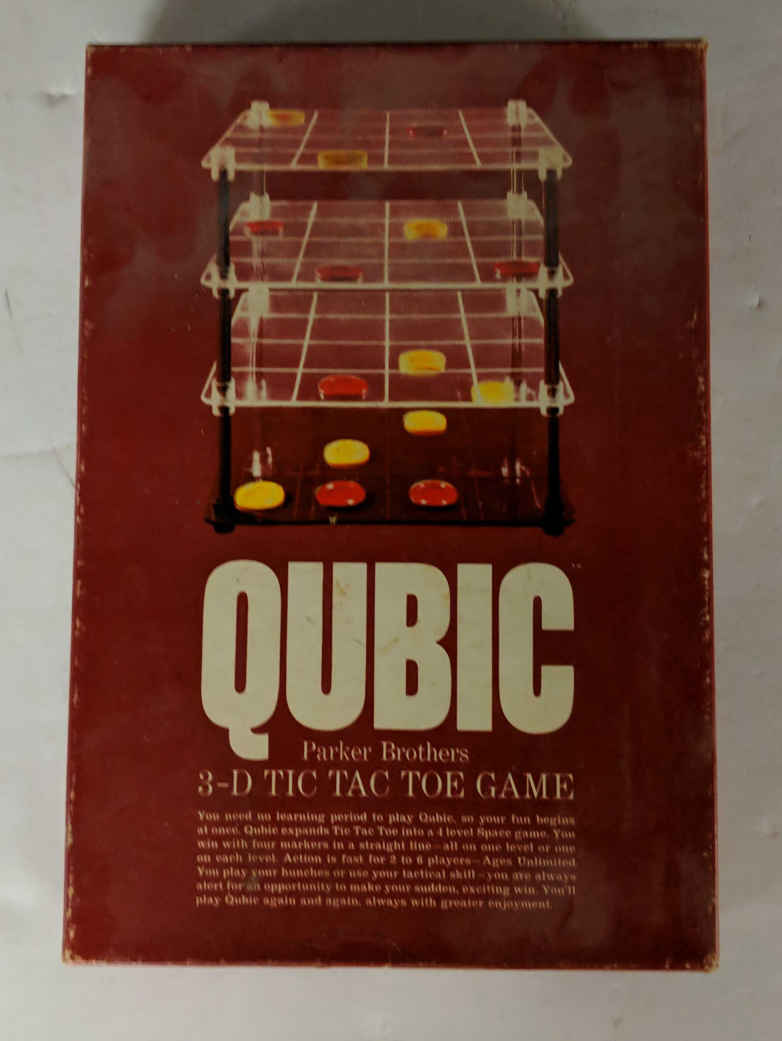 QUBIC
Parker Brothers
3-D TIC TAC TOE GAME
You need no learning period to play Qubic, so your fun begins
at once. Qubic expands Tic Tac Toe into a 4 level Space game. You
win with four markers in a straight line—all on one level or one
on each level. Action is fast for 2 to 6 players—Ages Unlimited.
You play your hunches or use your tactical skill—you are always
alert for an opportunity to make your sudden, exciting win. You'll
play Qubic again and again, always with greater enjoyment.